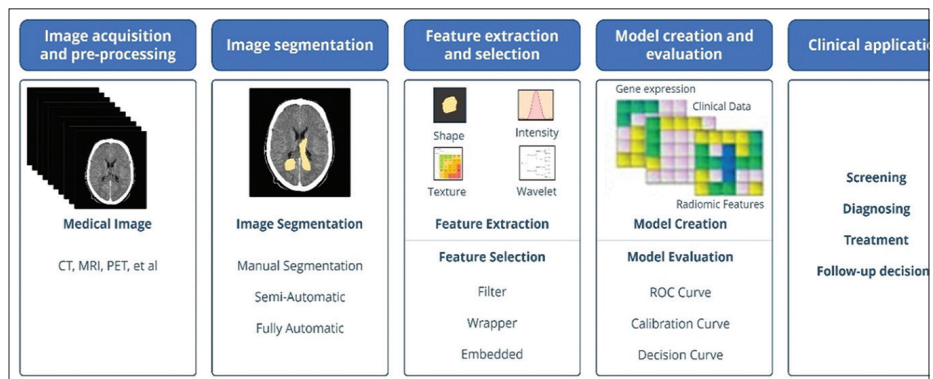 Image acquisition
and pre-processing
Image segmentation
Feature extraction
and selection
Model creation and
evaluation
Clinical applicatio
Medical Image
CT, MRI, PET, et al
Image Segmentation
Manual Segmentation
Semi-Automatic
Fully Automatic
Shape
Intensity
Texture
Wavelet
Feature Extraction
Feature Selection
Filter
Wrapper
Embedded
Gene expression
Clinical Data
Radiomic Features
Model Creation
Model Evaluation
ROC Curve
Calibration Curve
Decision Curve
Screening
Diagnosing
Treatment
Follow-up decision